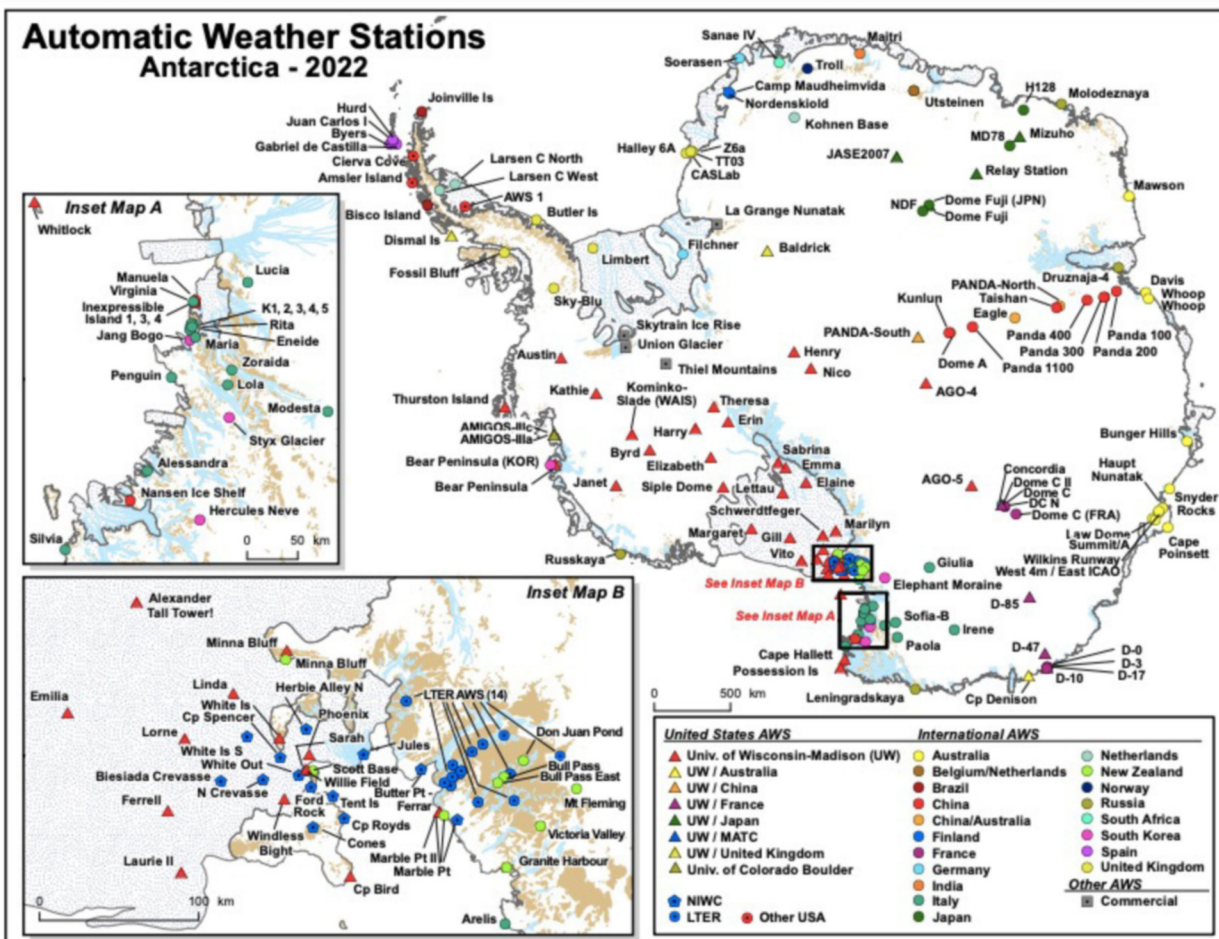 Automatic Weather Stations
Antarctica - 2022
Sanae IV
Maitri
Soerasen
Troll
Camp Maudheimvida
Nordenskiold
Utsteinen
H128
Molodeznaya
Kohnen Base
MD78
Mizuho
Joinville Is
Hurd
Juan Carlos I
Byers
Gabriel de Castilla
Cierva Cove
Amsler Island
Larsen C North
Larsen C West
AWS 1
Bisco Island
Butler Is
Dismal Is
Fossil Bluff
Limbert
Sky-Blu
Halley 6A
Z6a
TT03
CASLab
JASE2007
Relay Station
Mawson
NDF
Dome Fuji (JPN)
Dome Fuji
La Grange Nunatak
Filchner
Baldrick
Druznaja-4
PANDA-North
Taishan
Eagle
Kunlun
Davis
Whoop
Whoop
PANDA-South
Panda 400
Panda 300
Panda 100
Panda 200
Dome A
Panda 1100
Skytrain Ice Rise
Union Glacier
Thiel Mountains
Austin
Henry
Nico
AGO-4
Kathie
Kominko-
Slade (WAIS)
Theresa
Erin
Thurston Island
AMIGOS-IIIc
AMIGOS-IIIa
Harry
Byrd
Elizabeth
Sabrina
Emma
Elaine
Bear Peninsula (KOR)
Bear Peninsula
Janet
Siple Dome
Lettau
Schwerdtfeger
Marilyn
Margaret
Gill
Vito
Russkaya
AGO-5
Bunger Hills
Concordia
Dome C II
Dome C
DC N
Dome C (FRA)
Haupt
Nunatak
Snyder
Rocks
Law Dome
Summit/A
Cape
Poinsett
Wilkins Runway
West 4m / East ICAO
See Inset Map B
See Inset Map A
Giulia
Elephant Moraine
D-85
Sofia-B
Irene
Paola
Cape Hallett
Possession Is
Leningradskaya
D-47
D-0
D-3
D-17
D-10
Cp Denison
0 500 km
Inset Map A
Whitlock
Lucia
Manuela
Virginia
Inexpressible
Island 1, 3, 4
Jang Bogo
K1, 2, 3, 4, 5
Rita
Eneide
Maria
Zoraida
Lola
Penguin
Modesta
Styx Glacier
Alessandra
Nansen Ice Shelf
Hercules Neve
Silvia
0 50 km
Inset Map B
Alexander
Tall Tower!
Minna Bluff
Minna Bluff
Emilia
Linda
Herbie Alley N
LTER AWS (14)
White Is
Cp Spencer
Phoenix
Lorne
Sarah
Jules
Don Juan Pond
White Is S
White Out
Bull Pass
Bull Pass East
Biesiada Crevasse
Scott Base
Willie Field
N Crevasse
Butter Pt -
Ferrar
Mt Fleming
Ferrell
Ford
Rock
Tent Is
Cp Royds
Victoria Valley
Windless
Bight
Cones
Marble Pt II
Marble Pt
Granite Harbour
Laurie II
Cp Bird
Arelis
0 100 km
United States AWS
Univ. of Wisconsin-Madison (UW)
UW / Australia
UW / China
UW / France
UW / Japan
UW / MATC
UW / United Kingdom
Univ. of Colorado Boulder
NIWC
LTER
Other USA
International AWS
Australia
Belgium/Netherlands
Brazil
China
China/Australia
Finland
France
Germany
India
Italy
Japan
Netherlands
New Zealand
Norway
Russia
South Africa
South Korea
Spain
United Kingdom
Other AWS
Commercial